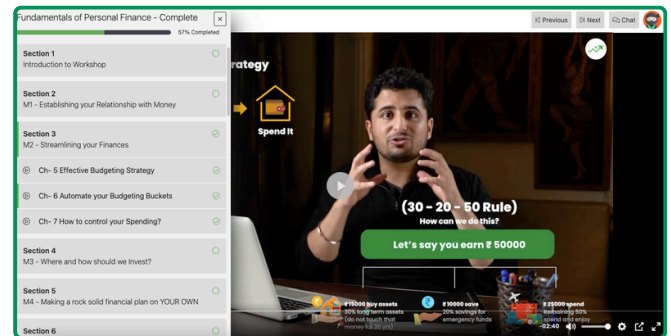 Fundamentals of Personal Finance - Complete
57% Completed
Section 1
Introduction to Workshop
Section 2
M1 - Establishing your Relationship with Money
Section 3
M2 - Streamlining your Finances
Ch- 5 Effective Budgeting Strategy
Ch- 6 Automate your Budgeting Buckets
Ch- 7 How to control your Spending?
Section 4
M3 - Where and how should we Invest?
Section 5
M4 - Making a rock solid financial plan on YOUR OWN
Section 6
Previous
Next
Chat
rategy
Spend It
(30 - 20 - 50 Rule)
How can we do this?
Let's say you earn ₹ 50000
₹ 15000 buy assets
30% long term assets
(do not touch that
money for 20 yrs)
₹ 10000 save
20% savings for
emergency funds
₹ 25000 spend
Remaining 50%
spend and enjoy
-02:40